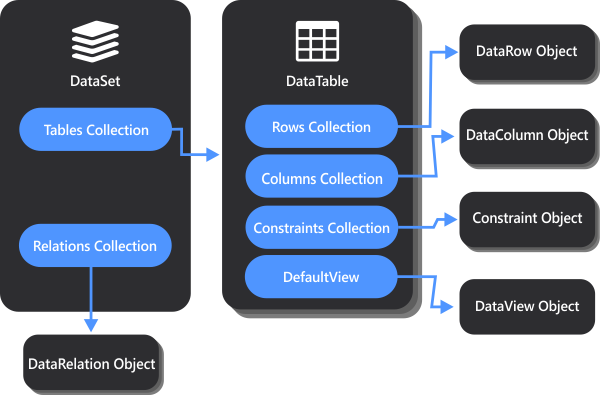 DataSet
Tables Collection
Relations Collection
DataRelation Object
DataTable
Rows Collection
Columns Collection
Constraints Collection
DefaultView
DataRow Object
DataColumn Object
Constraint Object
DataView Object